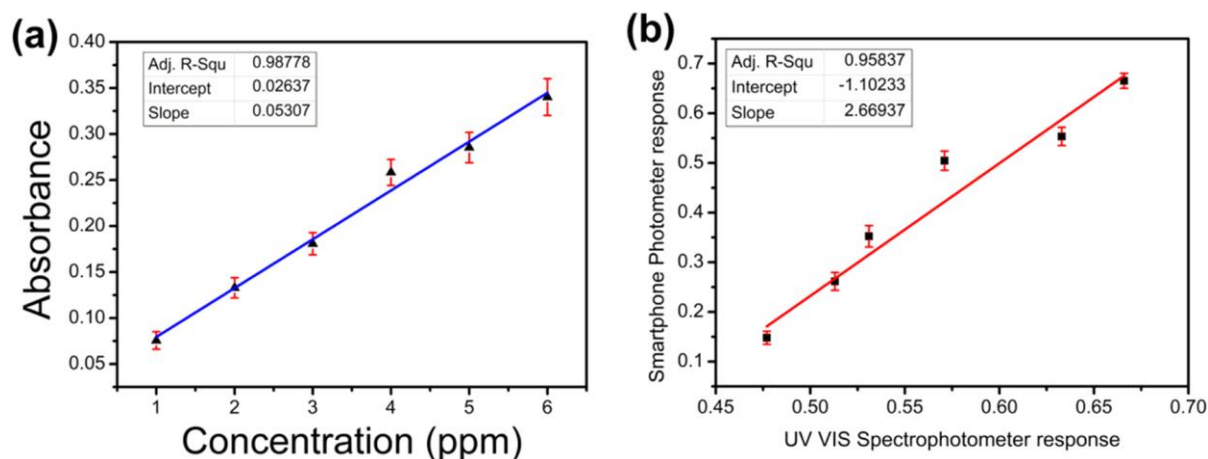 (a)
0.40
0.35
0.30
0.25
0.20
0.15
0.10
0.05
Absorbance
Adj. R-Squ 0.98778
Intercept 0.02637
Slope 0.05307
1 2 3 4 5 6
Concentration (ppm)
(b)
0.7
0.6
0.5
0.4
0.3
0.2
0.1
Smartphone Photometer response
Adj. R-Squ 0.95837
Intercept -1.10233
Slope 2.66937
0.45 0.50 0.55 0.60 0.65 0.70
UV VIS Spectrophotometer response